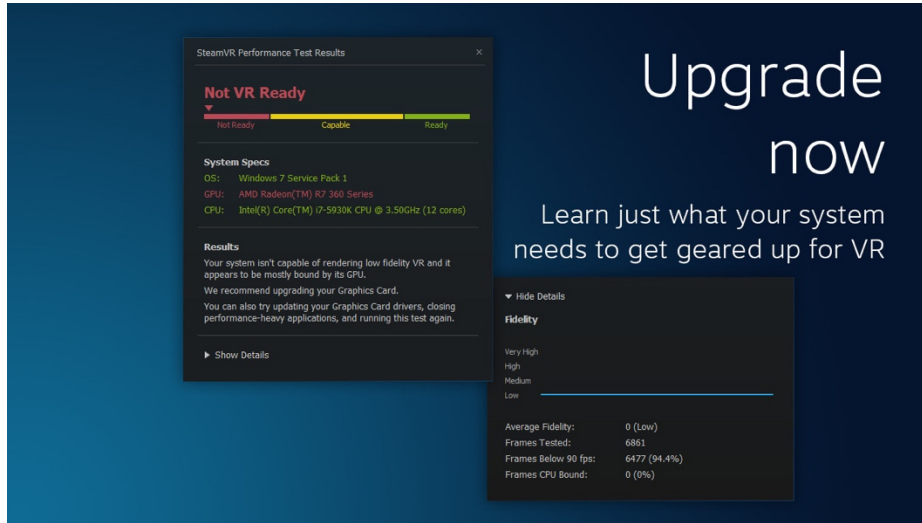 SteamVR Performance Test Results
Not VR Ready
Not Ready Capable Ready
System Specs
OS: Windows 7 Service Pack 1
GPU: AMD Radeon(TM) R7 360 Series
CPU: Intel(R) Core(TM) i7-5930K CPU @ 3.50GHz (12 cores)
Results
Your system isn't capable of rendering low fidelity VR and it
appears to be mostly bound by its GPU.
We recommend upgrading your Graphics Card.
You can also try updating your Graphics Card drivers, closing
performance-heavy applications, and running this test again.
Show Details
Upgrade
now
Learn just what your system
needs to get geared up for VR
Hide Details
Fidelity
Very High
High
Medium
Low
Average Fidelity: 0 (Low)
Frames Tested: 6861
Frames Below 90 fps: 6477 (94.4%)
Frames CPU Bound: 0 (0%)